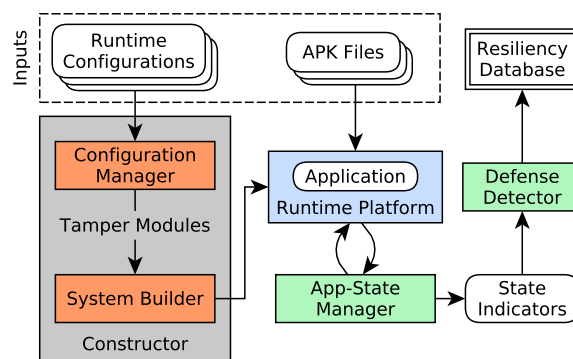 Inputs
Runtime
Configurations
APK Files
Resiliency
Database
Configuration
Manager
Tamper Modules
System Builder
Constructor
Application
Runtime Platform
App-State
Manager
Defense
Detector
State
Indicators